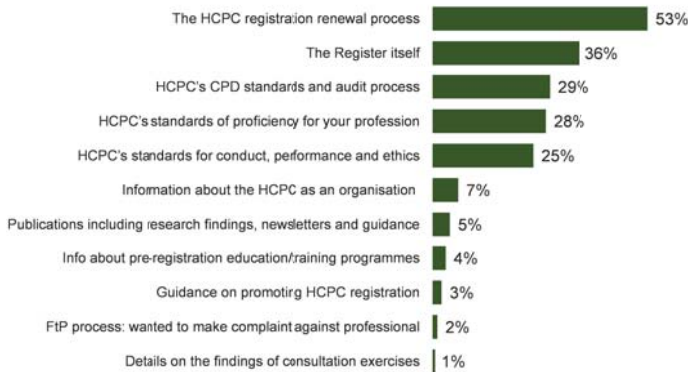 The HCPC registration renewal process 53%
The Register itself 36%
HCPC's CPD standards and audit process 29%
HCPC's standards of proficiency for your profession 28%
HCPC's standards for conduct, performance and ethics 25%
Information about the HCPC as an organisation 7%
Publications including research findings, newsletters and guidance 5%
Info about pre-registration education/training programmes 4%
Guidance on promoting HCPC registration 3%
FtP process: wanted to make complaint against professional 2%
Details on the findings of consultation exercises 1%